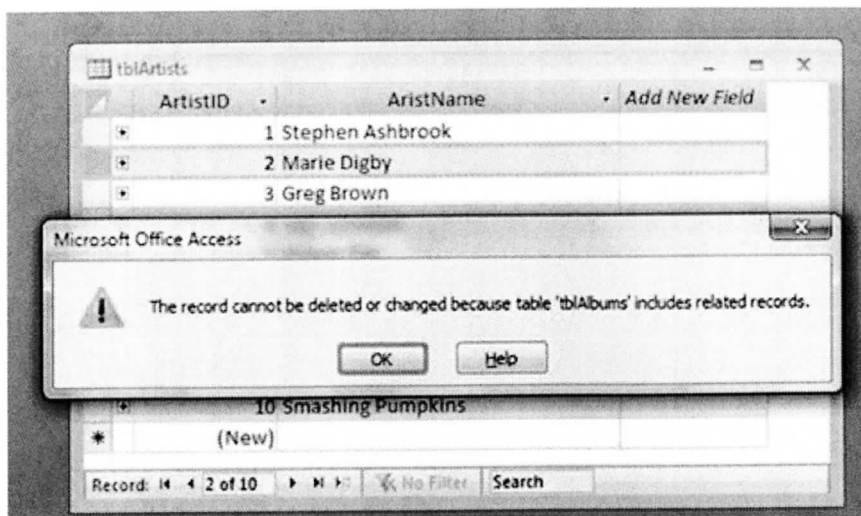 tblArtists
ArtistID AristName Add New Field
1 Stephen Ashbrook
2 Marie Digby
3 Greg Brown
Microsoft Office Access
The record cannot be deleted or changed because table 'tblAlbums' includes related records.
OK Help
10 Smashing Pumpkins
(New)
Record: 2 of 10 No Filter Search